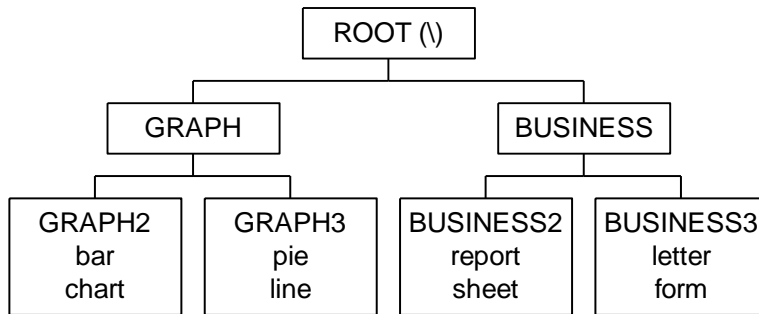 ROOT (\)
GRAPH
BUSINESS
GRAPH2
bar
chart
GRAPH3
pie
line
BUSINESS2
report
sheet
BUSINESS3
letter
form